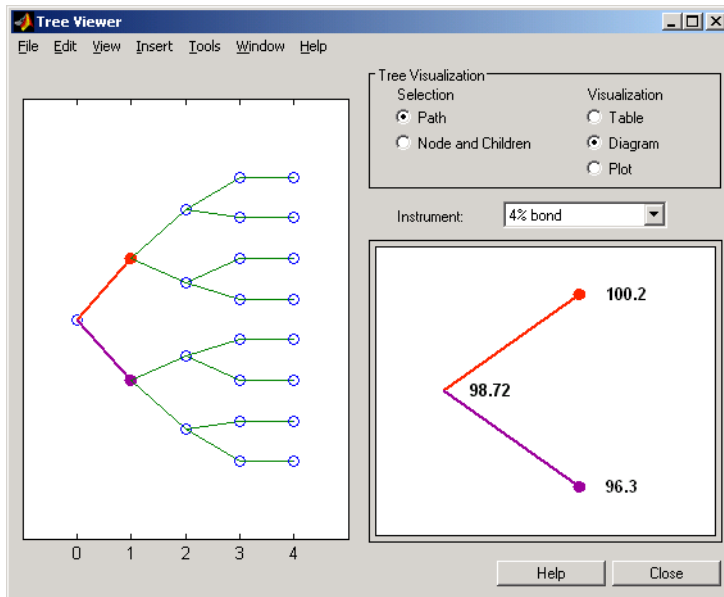 Tree Viewer
File Edit View Insert Tools Window Help
Tree Visualization
Selection Visualization
Path Table
Node and Children Diagram
Plot
Instrument: 4% bond
100.2
98.72
96.3
0 1 2 3 4
Help Close